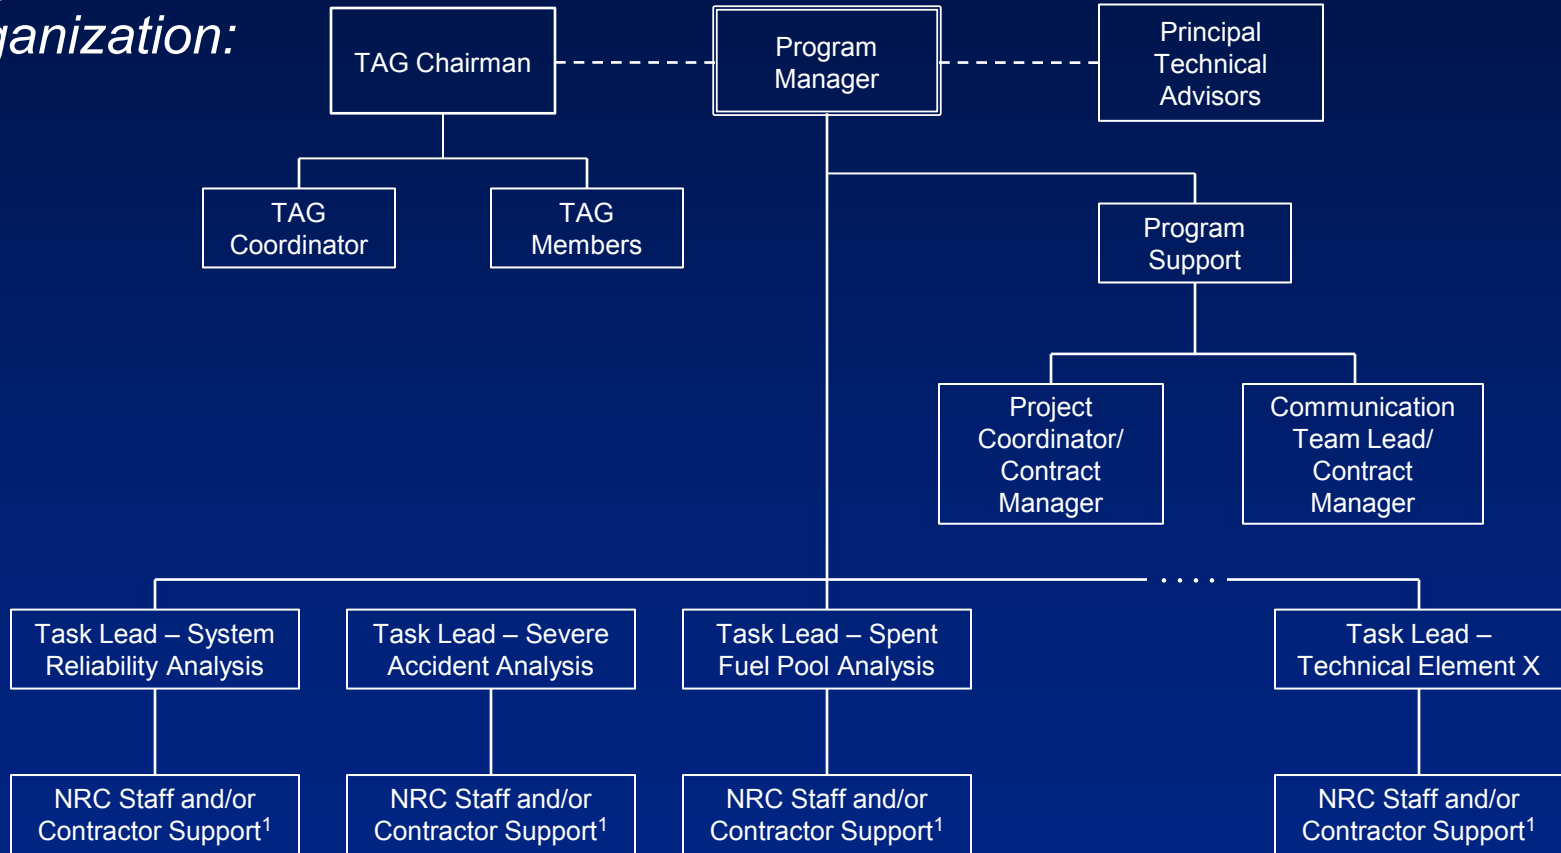 ganization:
TAG Chairman
Program
Manager
Principal
Technical
Advisors
TAG
Coordinator
TAG
Members
Program
Support
Project
Coordinator/
Contract
Manager
Communication
Team Lead/
Contract
Manager
. . . .
Task Lead – System
Reliability Analysis
Task Lead – Severe
Accident Analysis
Task Lead – Spent
Fuel Pool Analysis
Task Lead –
Technical Element X
NRC Staff and/or
Contractor Support¹
NRC Staff and/or
Contractor Support¹
NRC Staff and/or
Contractor Support¹
NRC Staff and/or
Contractor Support¹